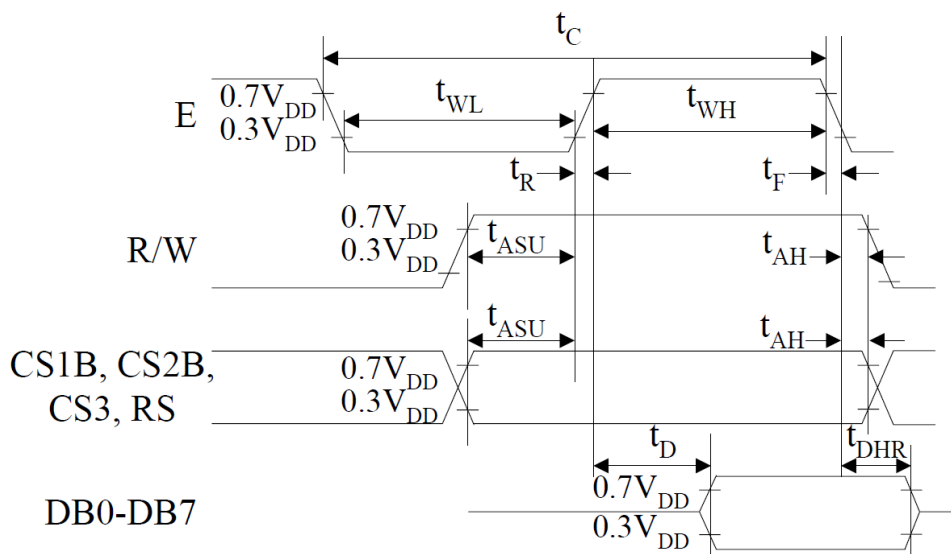 t_C
E
0.7V_DD
0.3V_DD
t_WL
t_WH
t_R
t_F
R/W
0.7V_DD
0.3V_DD
t_ASU
t_AH
CS1B, CS2B,
CS3, RS
0.7V_DD
0.3V_DD
t_ASU
t_AH
t_D
t_DHR
DB0-DB7
0.7V_DD
0.3V_DD